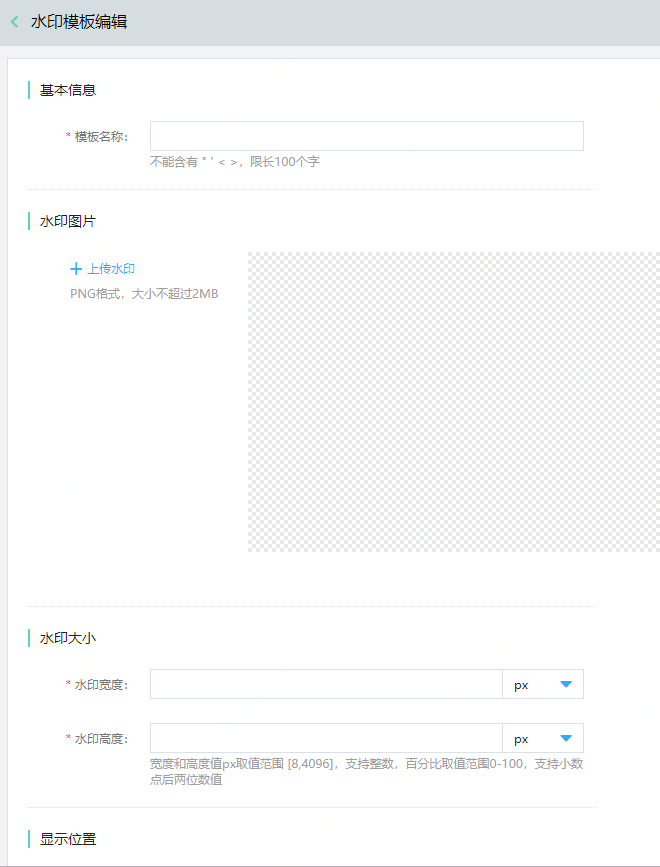 水印模板编辑
基本信息
* 模板名称：
不能含有 " ' < >，限长100个字
水印图片
上传水印
PNG格式，大小不超过2MB
水印大小
* 水印宽度： px
* 水印高度： px
宽度和高度值px取值范围 [8,4096]，支持整数，百分比取值范围0-100，支持小数
点后两位数值
显示位置